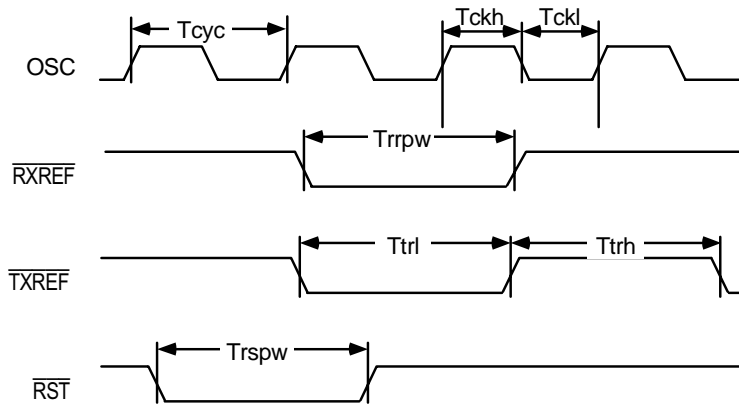 Tcyc Tckh Tckl
OSC
Trrpw
RXREF
Ttrl Ttrh
TXREF
Trspw
RST